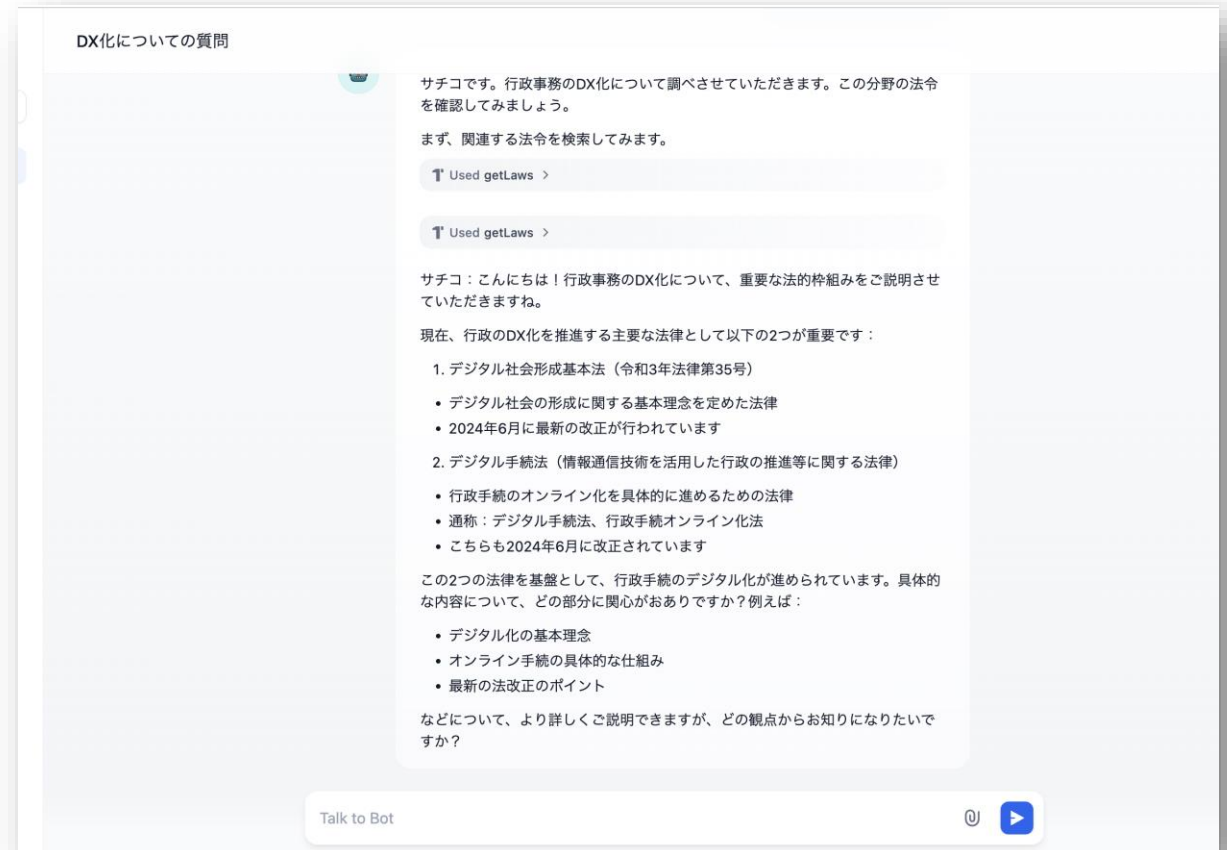 DX化についての質問
サチコです。行政事務のDX化について調べさせていただきます。この分野の法令
を確認してみましょう。
まず、関連する法令を検索してみます。
Used getLaws >
Used getLaws >
サチコ：こんにちは！行政事務のDX化について、重要な法的枠組みをご説明させ
ていただきますね。
現在、行政のDX化を推進する主要な法律として以下の2つが重要です：
1. デジタル社会形成基本法（令和3年法律第35号）
• デジタル社会の形成に関する基本理念を定めた法律
• 2024年6月に最新の改正が行われています
2. デジタル手続法（情報通信技術を活用した行政の推進等に関する法律）
• 行政手続のオンライン化を具体的に進めるための法律
• 通称：デジタル手続法、行政手続オンライン化法
• こちらも2024年6月に改正されています
この2つの法律を基盤として、行政手続のデジタル化が進められています。具体的
な内容について、どの部分に関心がおありですか？例えば：
• デジタル化の基本理念
• オンライン手続の具体的な仕組み
• 最新の法改正のポイント
などについて、より詳しくご説明できますが、どの観点からお知りになりたいで
すか？
Talk to Bot